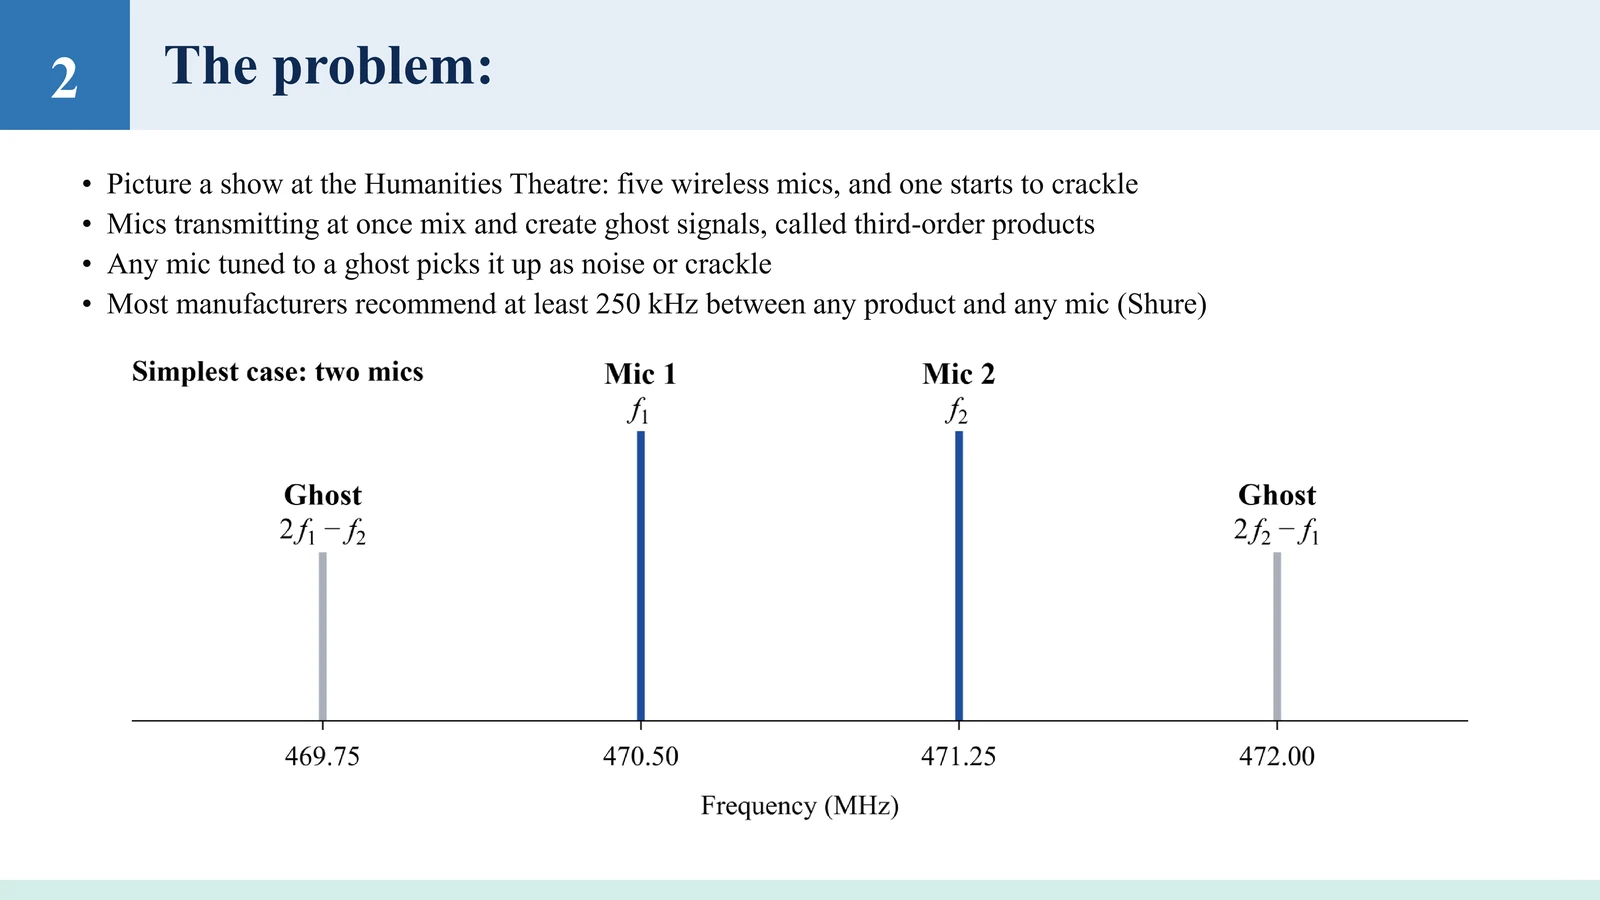 2
The problem:
• Picture a show at the Humanities Theatre: five wireless mics, and one starts to crackle
• Mics transmitting at once mix and create ghost signals, called third-order products
• Any mic tuned to a ghost picks it up as noise or crackle
• Most manufacturers recommend at least 250 kHz between any product and any mic (Shure)
Simplest case: two mics
Mic 1
f₁
Mic 2
f₂
Ghost
2f₁ − f₂
Ghost
2f₂ − f₁
469.75 470.50 471.25 472.00
Frequency (MHz)